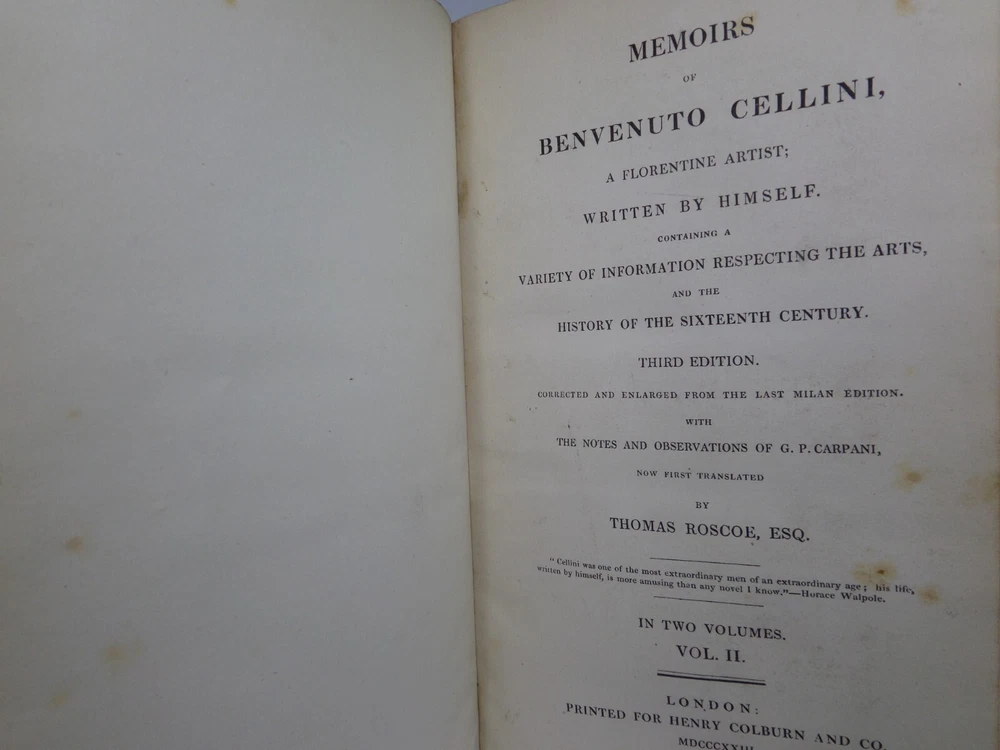 MEMOIRS
OF
BENVENUTO CELLINI,
A FLORENTINE ARTIST;
WRITTEN BY HIMSELF.
CONTAINING A
VARIETY OF INFORMATION RESPECTING THE ARTS,
AND THE
HISTORY OF THE SIXTEENTH CENTURY.
THIRD EDITION.
CORRECTED AND ENLARGED FROM THE LAST MILAN EDITION.
WITH
THE NOTES AND OBSERVATIONS OF G. P. CARPANI,
NOW FIRST TRANSLATED
BY
THOMAS ROSCOE, ESQ.
"Cellini was one of the most extraordinary men of an extraordinary age; his life,
written by himself, is more amusing than any novel I know."—Horace Walpole.
IN TWO VOLUMES.
VOL. II.
LONDON:
PRINTED FOR HENRY COLBURN AND CO.
MDCCCXXIII.